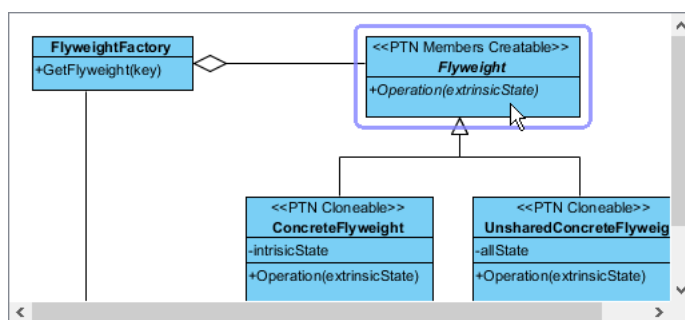 FlyweightFactory
+GetFlyweight(key)
<<PTN Members Creatable>>
Flyweight
+Operation(extrinsicState)
<<PTN Cloneable>>
ConcreteFlyweight
-intrisicState
+Operation(extrinsicState)
<<PTN Cloneable>>
UnsharedConcreteFlyweig
-allState
+Operation(extrinsicState)